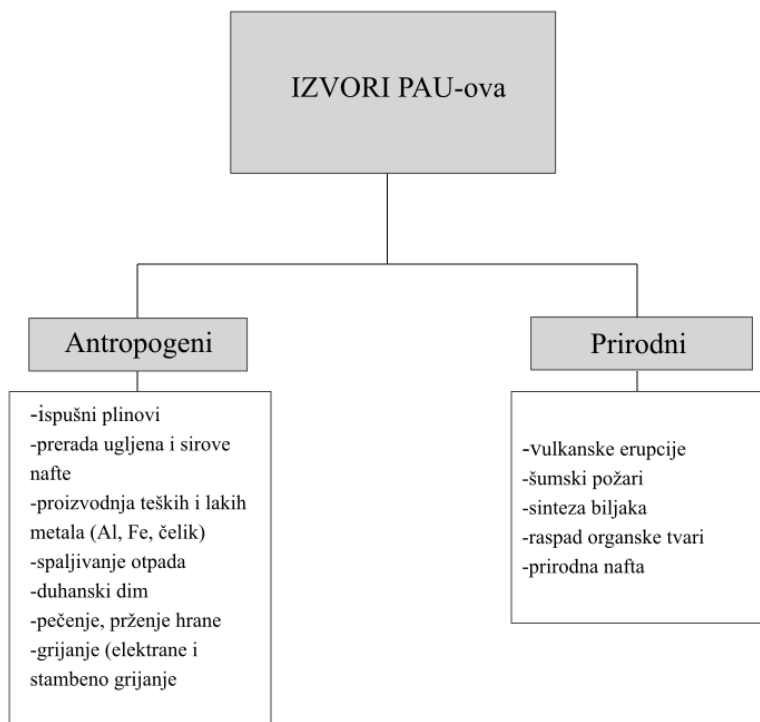 IZVORI PAU-ova
Antropogeni
-ispušni plinovi
-prerada ugljena i sirove
nafte
-proizvodnja teških i lakih
metala (Al, Fe, čelik)
-spaljivanje otpada
-duhanski dim
-pečenje, prženje hrane
-grijanje (elektrane i
stambeno grijanje
Prirodni
-vulkanske erupcije
-šumski požari
-sinteza biljaka
-raspad organske tvari
-prirodna nafta